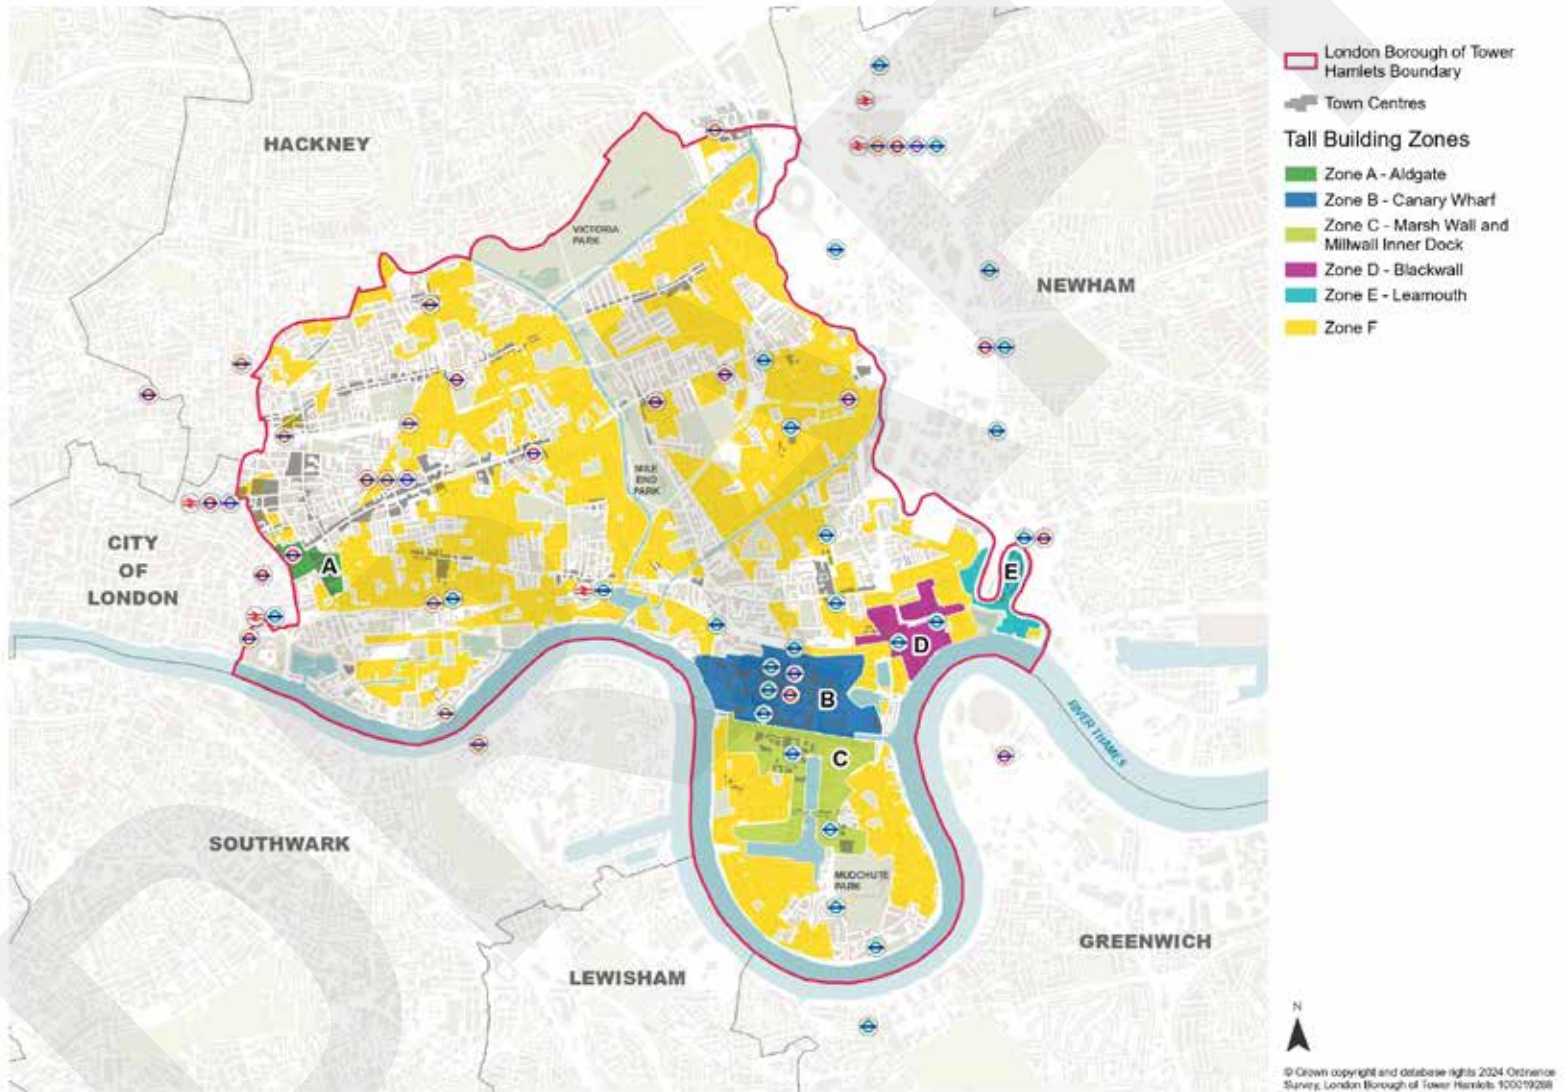 HACKNEY
VICTORIA
PARK
NEWHAM
MILE
END
PARK
CITY
OF
LONDON
A
E
D
B
C
RIVER THAMES
SOUTHWARK
MUDCHUTE
PARK
GREENWICH
LEWISHAM
London Borough of Tower
Hamlets Boundary
Town Centres
Tall Building Zones
Zone A - Aldgate
Zone B - Canary Wharf
Zone C - Marsh Wall and
Millwall Inner Dock
Zone D - Blackwall
Zone E - Leamouth
Zone F
N
© Crown copyright and database rights 2024 Ordnance
Survey, London Borough of Tower Hamlets 100019288